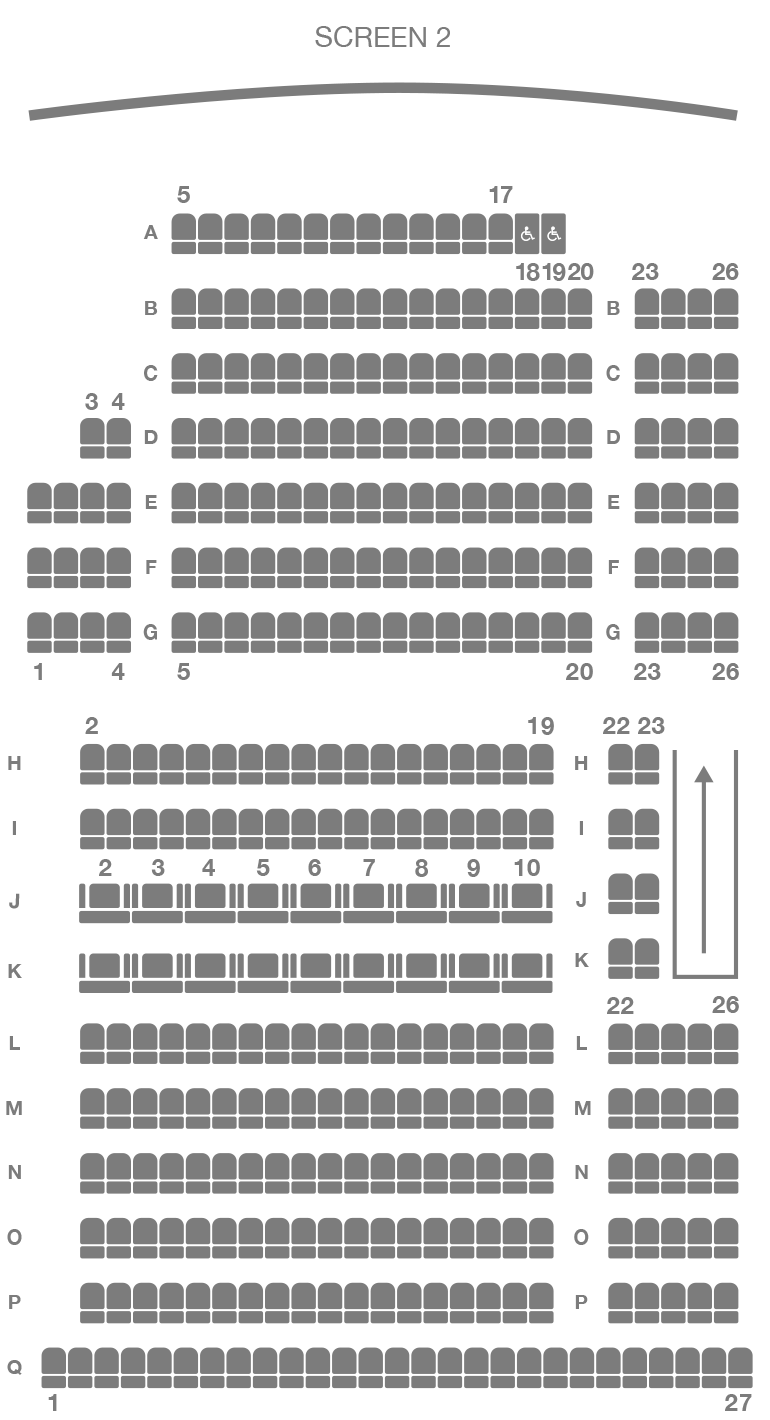 SCREEN 2
5 17
A
18 19 20 23 26
B B
C C
3 4
D D
E E
F F
G G
1 4 5 20 23 26
2 19 22 23
H H
I I
2 3 4 5 6 7 8 9 10
J J
K K
22 26
L L
M M
N N
O O
P P
Q
1 27